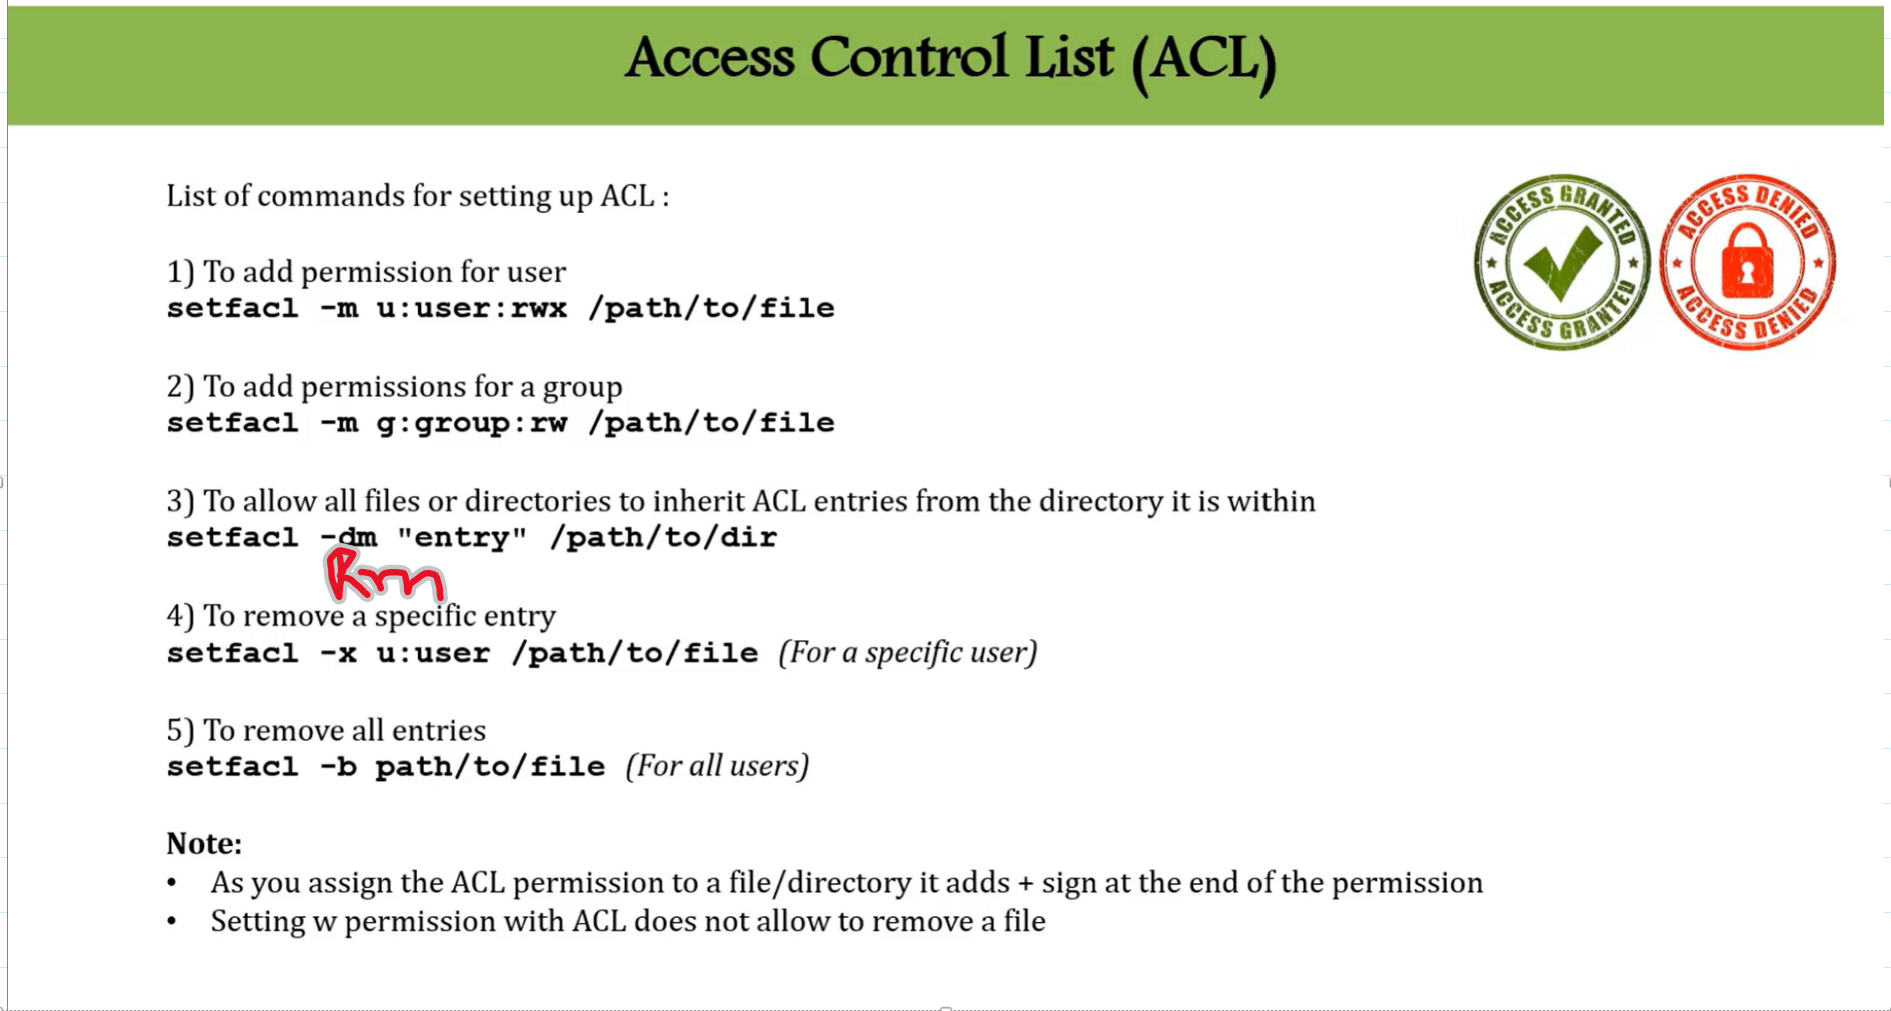 Access Control List (ACL)
List of commands for setting up ACL :
ACCESS GRANTED
ACCESS GRANTED
ACCESS DENIED
ACCESS DENIED
1) To add permission for user
setfacl -m u:user:rwx /path/to/file
2) To add permissions for a group
setfacl -m g:group:rw /path/to/file
3) To allow all files or directories to inherit ACL entries from the directory it is within
setfacl -dm "entry" /path/to/dir
Rm
4) To remove a specific entry
setfacl -x u:user /path/to/file (For a specific user)
5) To remove all entries
setfacl -b path/to/file (For all users)
Note:
• As you assign the ACL permission to a file/directory it adds + sign at the end of the permission
• Setting w permission with ACL does not allow to remove a file